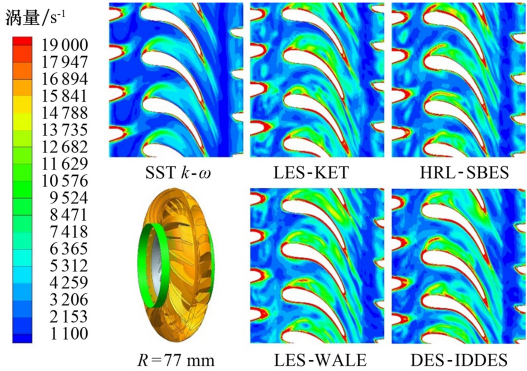 涡量/s-1
19 000
17 947
16 894
15 841
14 788
13 735
12 682
11 629
10 576
9 524
8 471
7 418
6 365
5 312
4 259
3 206
2 153
1 100
SST k-ω
LES-KET
HRL-SBES
R=77 mm
LES-WALE
DES-IDDES